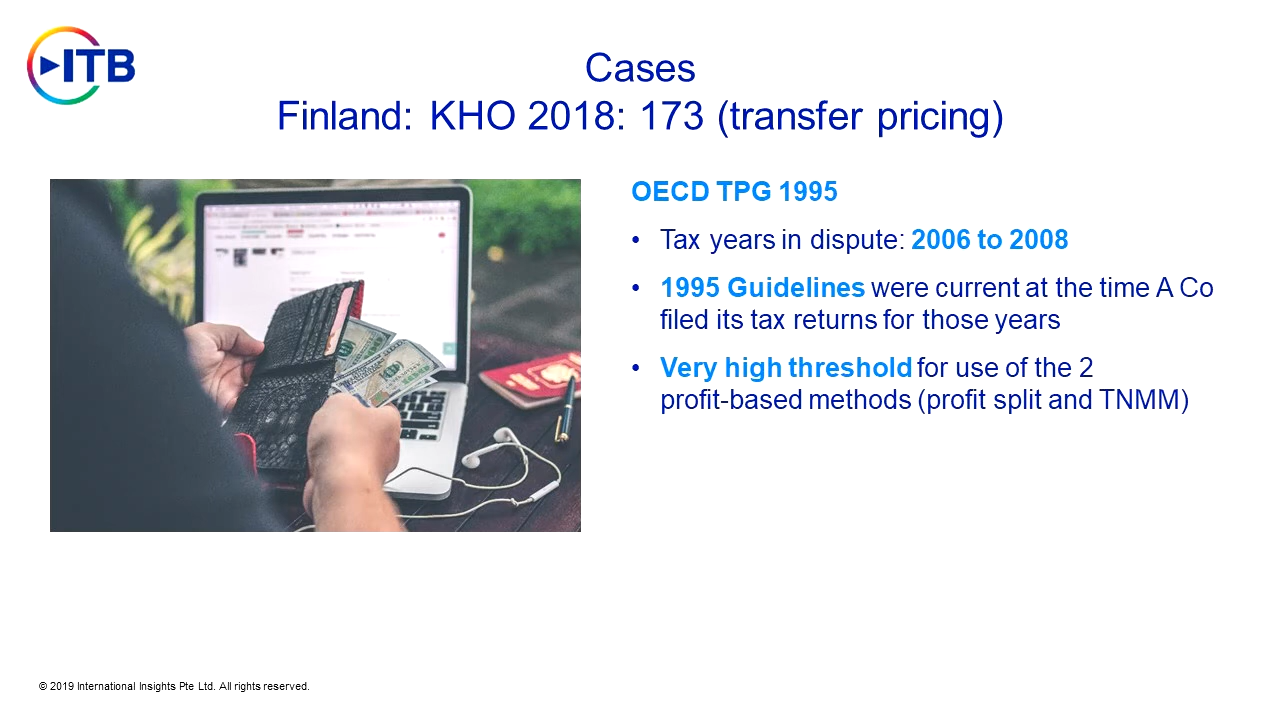 ITB
Cases
Finland: KHO 2018: 173 (transfer pricing)
OECD TPG 1995
• Tax years in dispute: 2006 to 2008
• 1995 Guidelines were current at the time A Co
filed its tax returns for those years
• Very high threshold for use of the 2
profit-based methods (profit split and TNMM)
© 2019 International Insights Pte Ltd. All rights reserved.